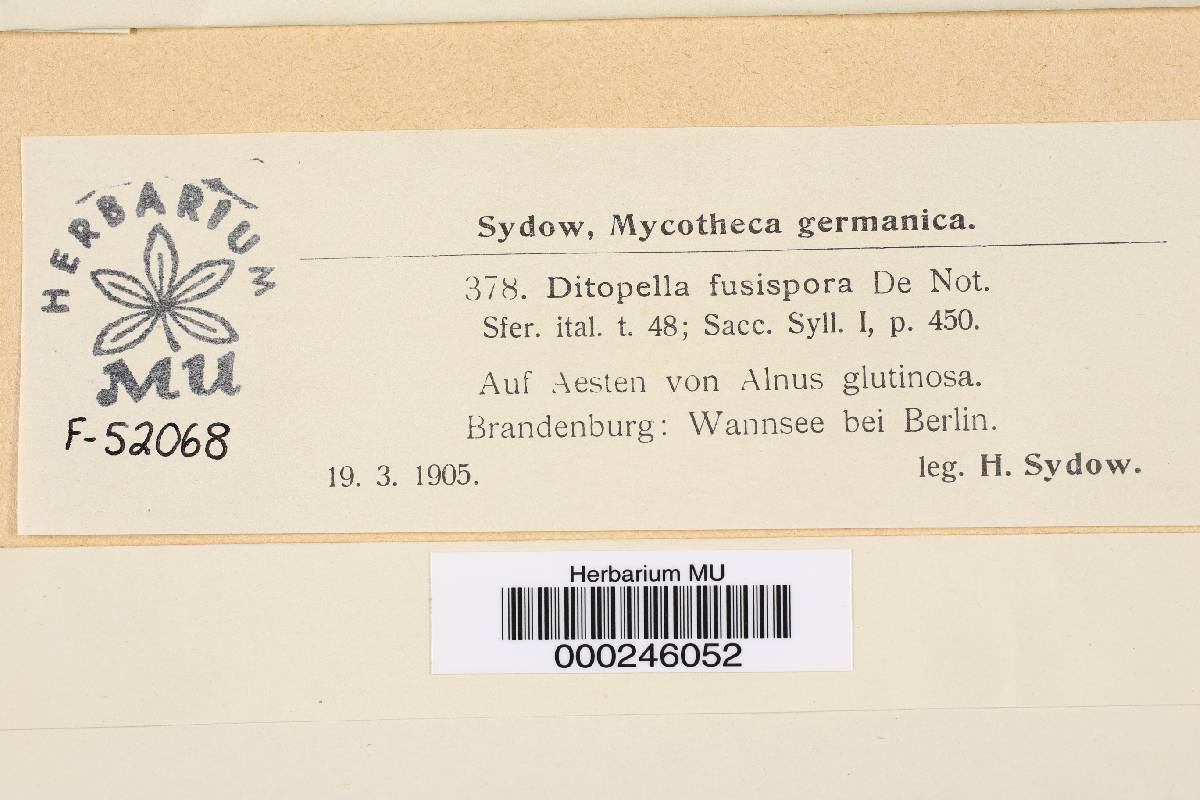 HERBARIUM
MU
F-52068
Sydow, Mycotheca germanica.
378. Ditopella fusispora De Not.
Sfer. ital. t. 48; Sacc. Syll. I, p. 450.
Auf Aesten von Alnus glutinosa.
Brandenburg: Wannsee bei Berlin.
19. 3. 1905.
leg. H. Sydow.
Herbarium MU
000246052